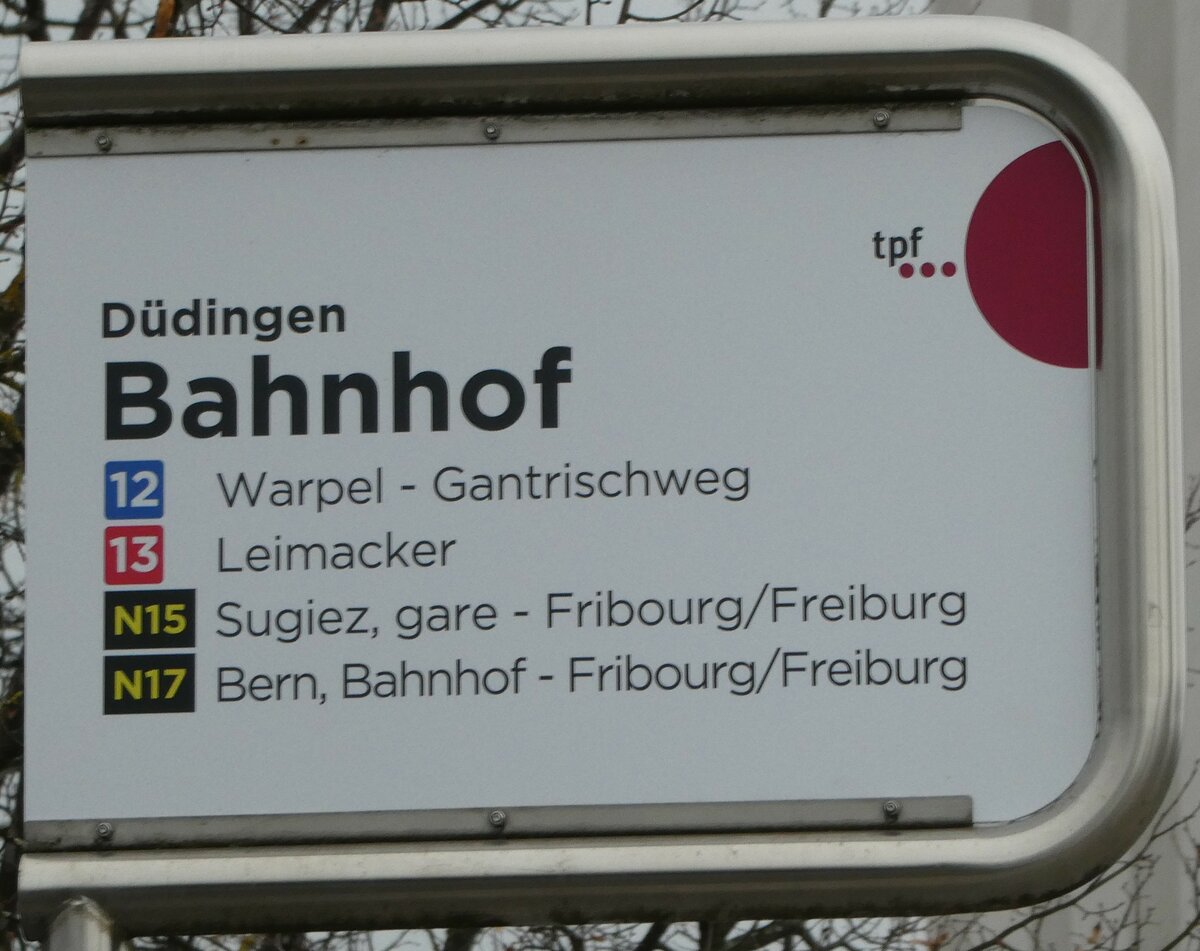 tpf
Düdingen
Bahnhof
12 Warpel - Gantrischweg
13 Leimacker
N15 Sugiez, gare - Fribourg/Freiburg
N17 Bern, Bahnhof - Fribourg/Freiburg